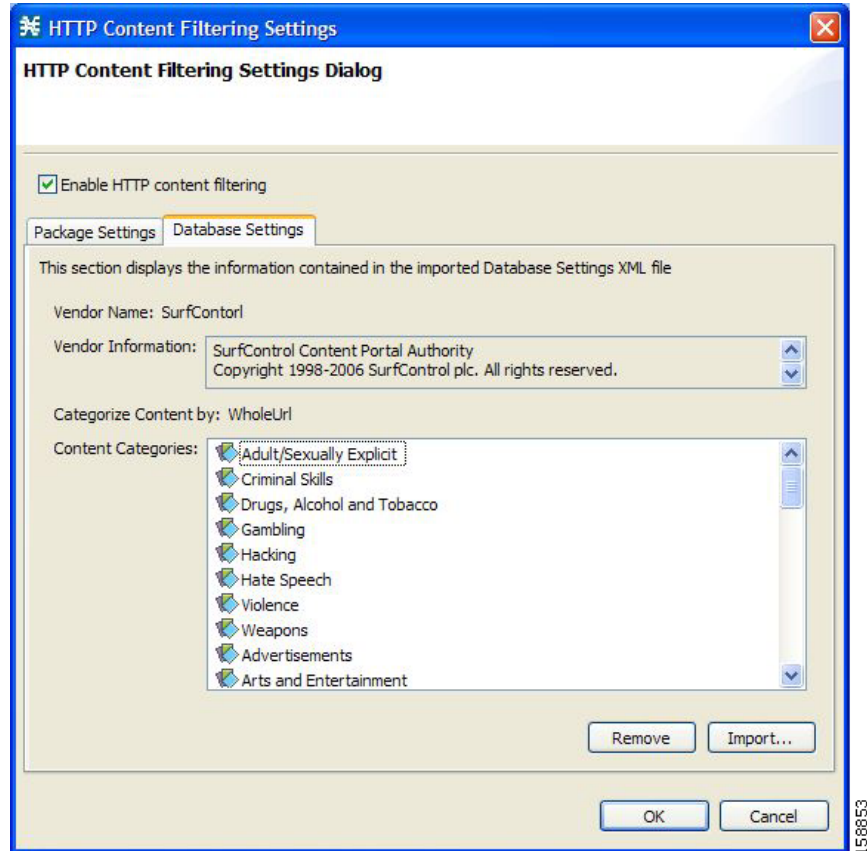 HTTP Content Filtering Settings
HTTP Content Filtering Settings Dialog
Enable HTTP content filtering
Package Settings
Database Settings
This section displays the information contained in the imported Database Settings XML file
Vendor Name: SurfContorl
Vendor Information:
SurfControl Content Portal Authority
Copyright 1998-2006 SurfControl plc. All rights reserved.
Categorize Content by: WholeUrl
Content Categories:
Adult/Sexually Explicit
Criminal Skills
Drugs, Alcohol and Tobacco
Gambling
Hacking
Hate Speech
Violence
Weapons
Advertisements
Arts and Entertainment
Remove
Import...
OK
Cancel
158853